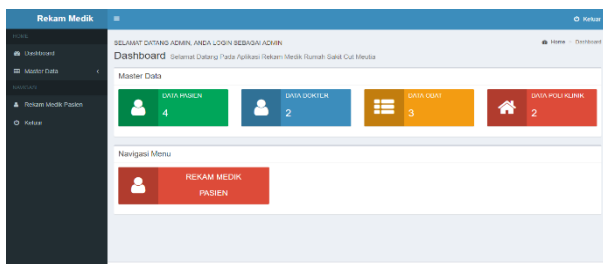 Rekam Medik
Keluar
HOME
SELAMAT DATANG ADMIN, ANDA LOGIN SEBAGAI ADMIN
Home > Dashboard
Dashboard Selamat Datang Pada Aplikasi Rekam Medik Rumah Sakit Cut Meutia
Dashboard
Master Data
NAVIGASI
Rekam Medik Pasien
Keluar
Master Data
DATA PASIEN
4
DATA DOKTER
2
DATA OBAT
3
DATA POLI KLINIK
2
Navigasi Menu
REKAM MEDIK
PASIEN